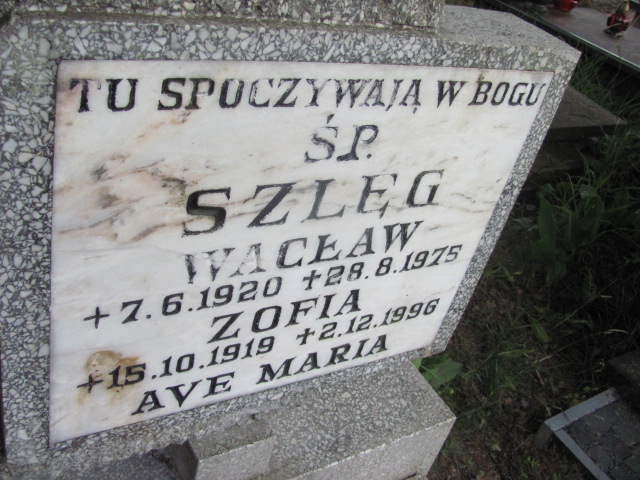 TU SPOCZYWAJĄ W BOGU
Ś.P.
SZLĘG
WACŁAW
+7.6.1920 +28.8.1975
ZOFIA
+15.10.1919 +2.12.1996
AVE MARIA